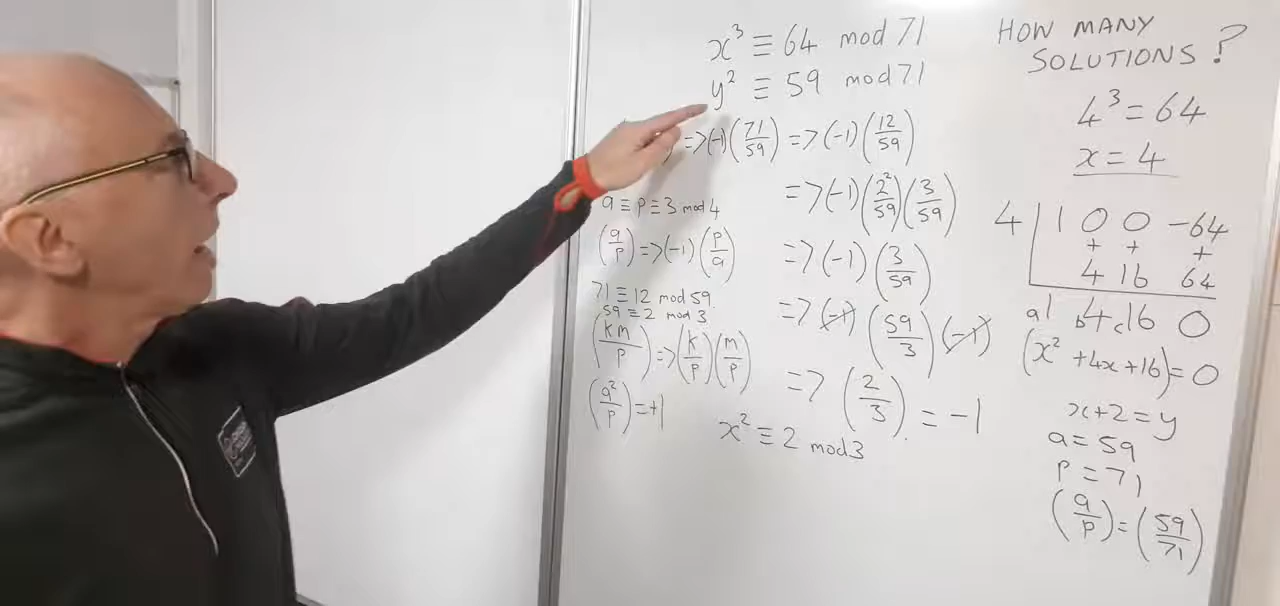 x³ ≡ 64 mod 71
y² ≡ 59 mod 71
=>(-1)(71/59) => (-1)(12/59)
=> (-1)(2²/59)(3/59)
=> (-1)(3/59)
=> (-1)(59/3)(-1)
=> (2/3) = -1
x² ≡ 2 mod 3
a ≡ p ≡ 3 mod 4
(a/p) => (-1)(p/a)
71 ≡ 12 mod 59
59 ≡ 2 mod 3
(km/p) => (k/p)(m/p)
(a²/p) = +1
HOW MANY
SOLUTIONS?
4³ = 64
x = 4
4 | 1 0 0 -64
+ + +
4 16 64
a1 b4 c16 0
(x² + 4x + 16) = 0
x + 2 = y
a = 59
p = 71
(a/p) = (59/71)